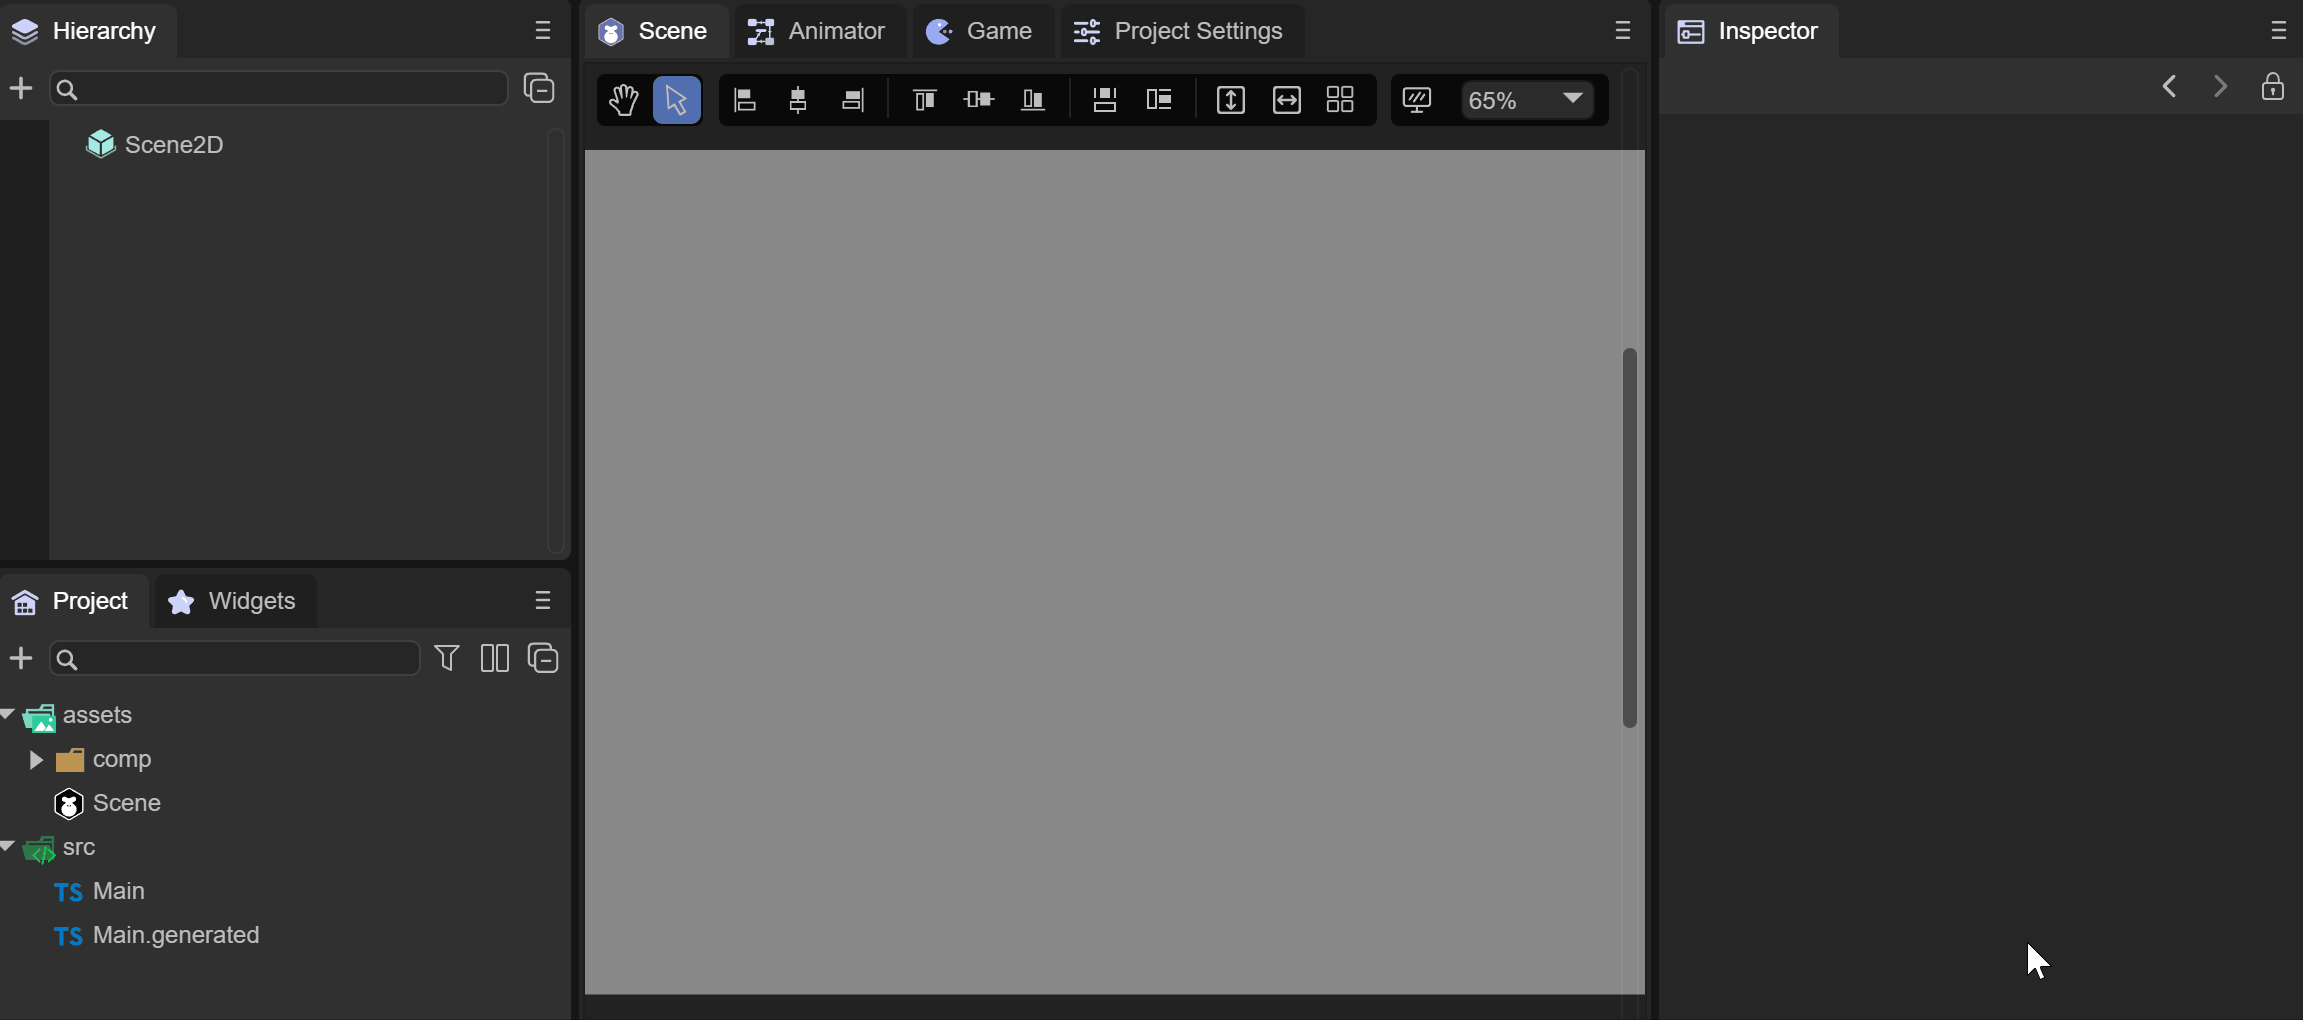 Hierarchy
Scene2D
Project Widgets
assets
comp
Scene
src
TS Main
TS Main.generated
Scene Animator Game Project Settings
65%
Inspector